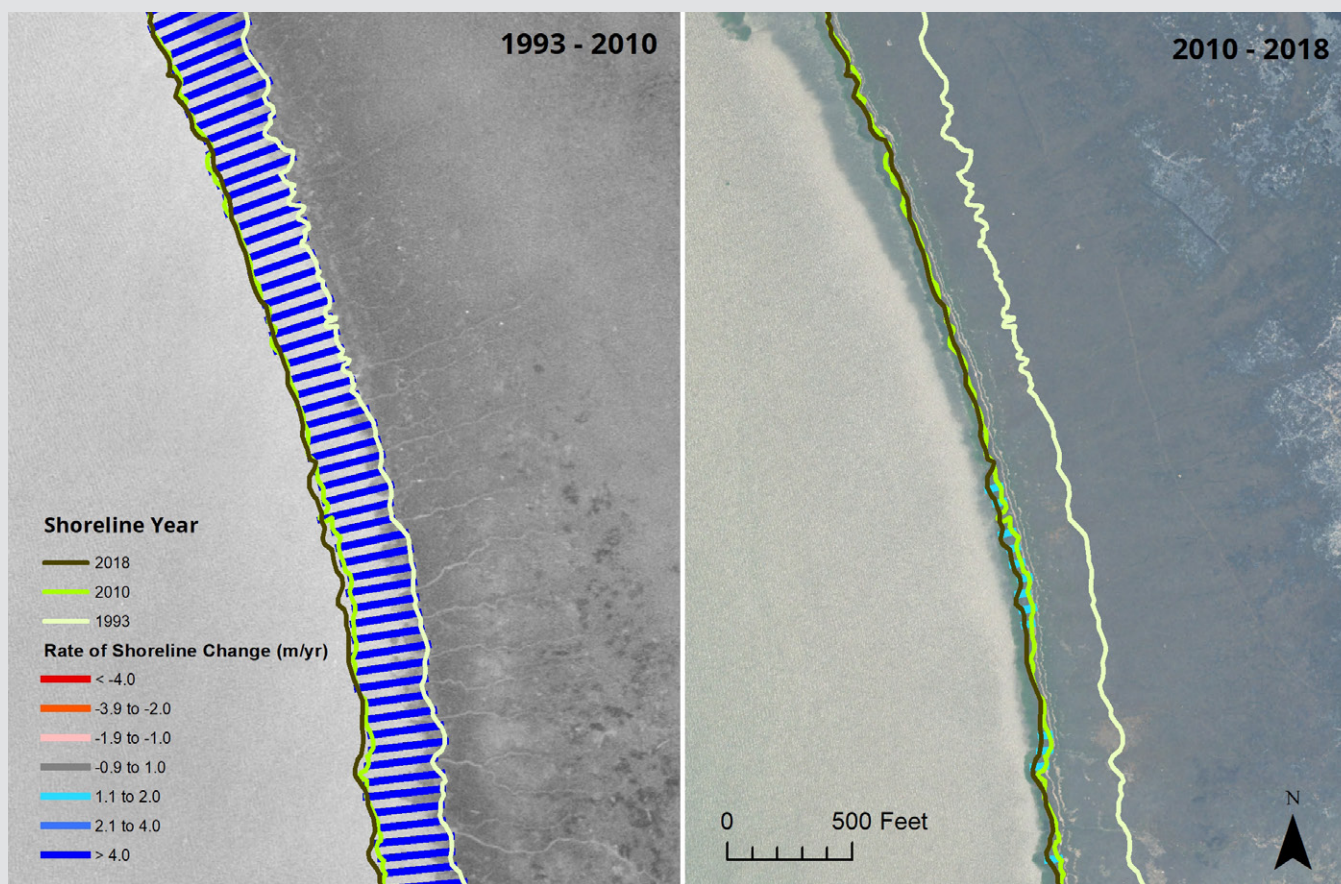 1993 - 2010
2010 - 2018
Shoreline Year
2018
2010
1993
Rate of Shoreline Change (m/yr)
< -4.0
-3.9 to -2.0
-1.9 to -1.0
-0.9 to 1.0
1.1 to 2.0
2.1 to 4.0
> 4.0
0 500 Feet
N